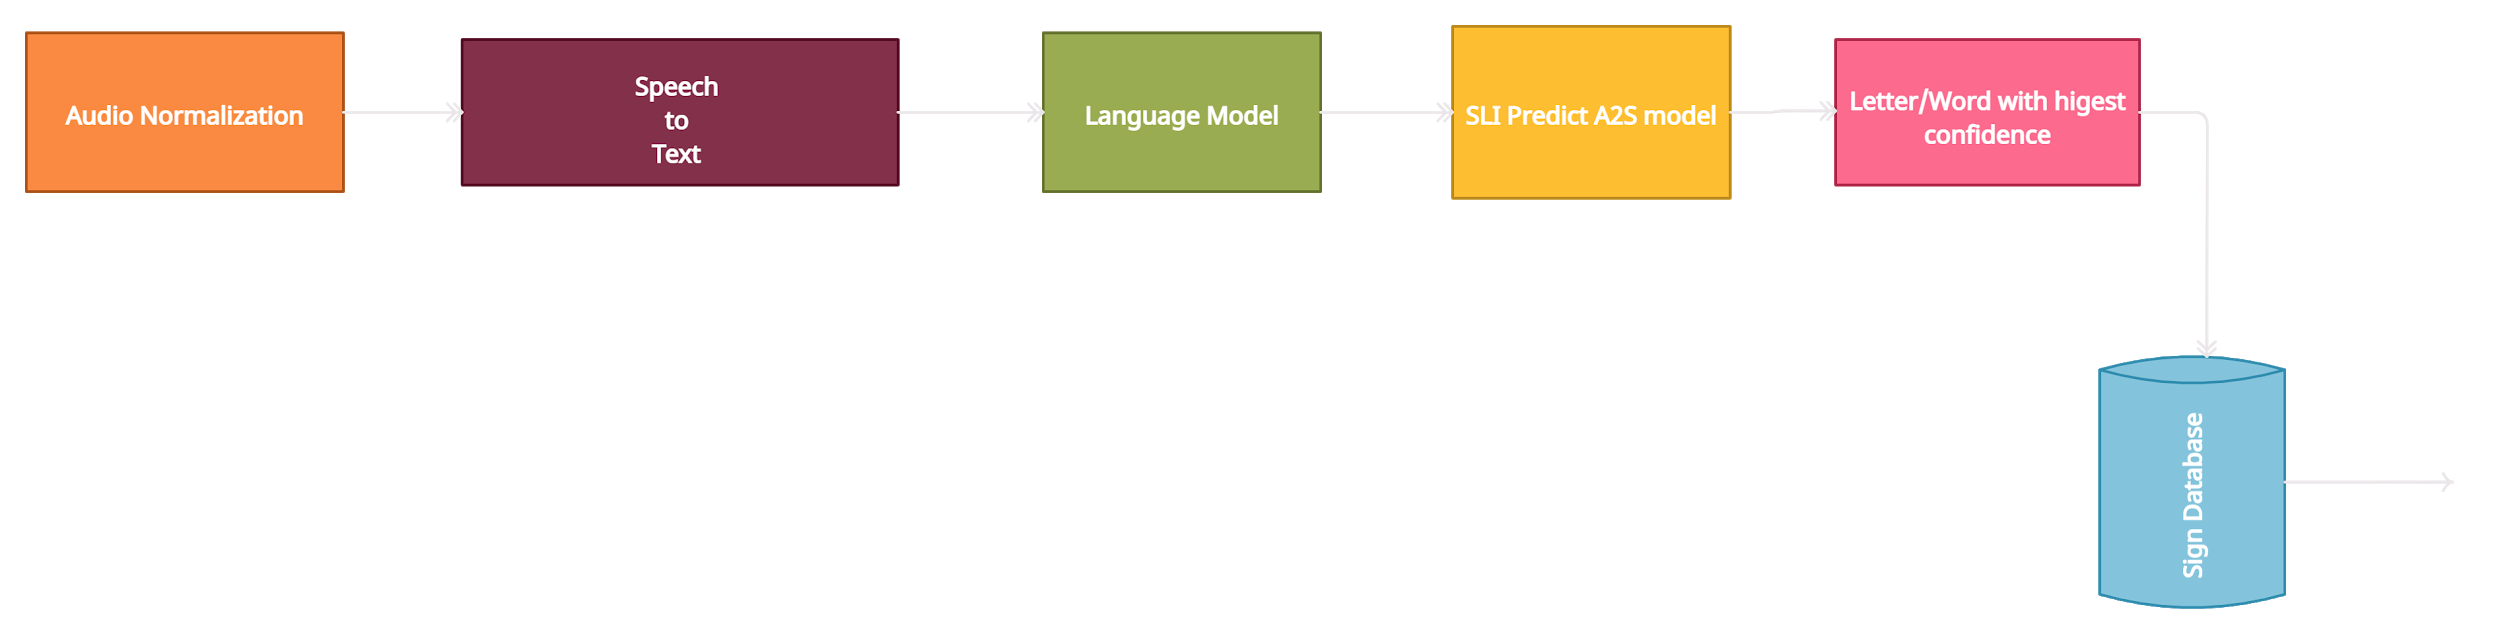 Audio Normalization
Speech
to
Text
Language Model
SLI Predict A2S model
Letter/Word with higest
confidence
Sign Database